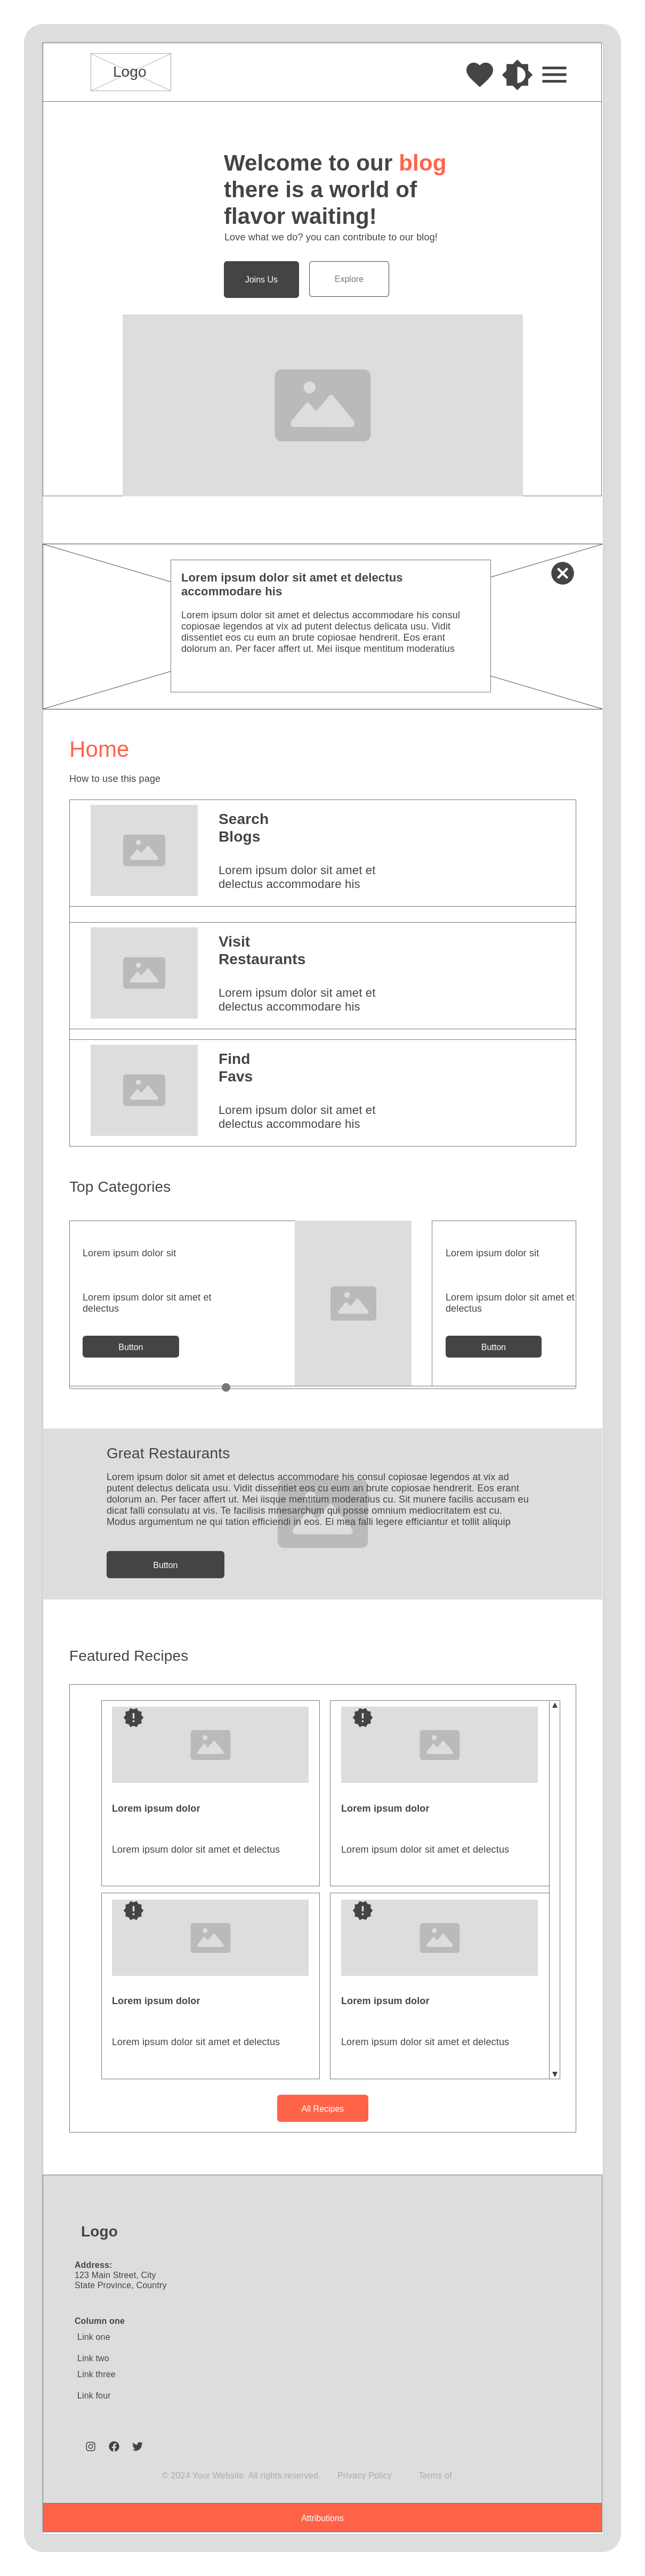 Logo
Welcome to our blog
there is a world of
flavor waiting!
Love what we do? you can contribute to our blog!
Joins Us
Explore
Lorem ipsum dolor sit amet et delectus
accommodare his
Lorem ipsum dolor sit amet et delectus accommodare his consul
copiosae legendos at vix ad putent delectus delicata usu. Vidit
dissentiet eos cu eum an brute copiosae hendrerit. Eos erant
dolorum an. Per facer affert ut. Mei iisque mentitum moderatius
Home
How to use this page
Search
Blogs
Lorem ipsum dolor sit amet et
delectus accommodare his
Visit
Restaurants
Lorem ipsum dolor sit amet et
delectus accommodare his
Find
Favs
Lorem ipsum dolor sit amet et
delectus accommodare his
Top Categories
Lorem ipsum dolor sit
Lorem ipsum dolor sit amet et
delectus
Button
Lorem ipsum dolor sit
Lorem ipsum dolor sit amet et
delectus
Button
Great Restaurants
Lorem ipsum dolor sit amet et delectus accommodare his consul copiosae legendos at vix ad
putent delectus delicata usu. Vidit dissentiet eos cu eum an brute copiosae hendrerit. Eos erant
dolorum an. Per facer affert ut. Mei iisque mentitum moderatius cu. Sit munere facilis accusam eu
dicat falli consulatu at vis. Te facilisis mnesarchum qui posse omnium mediocritatem est cu.
Modus argumentum ne qui tation efficiendi in eos. Ei mea falli legere efficiantur et tollit aliquip
Button
Featured Recipes
Lorem ipsum dolor
Lorem ipsum dolor sit amet et delectus
Lorem ipsum dolor
Lorem ipsum dolor sit amet et delectus
Lorem ipsum dolor
Lorem ipsum dolor sit amet et delectus
Lorem ipsum dolor
Lorem ipsum dolor sit amet et delectus
All Recipes
Logo
Address:
123 Main Street, City
State Province, Country
Column one
Link one
Link two
Link three
Link four
© 2024 Your Website. All rights reserved. Privacy Policy Terms of
Attributions